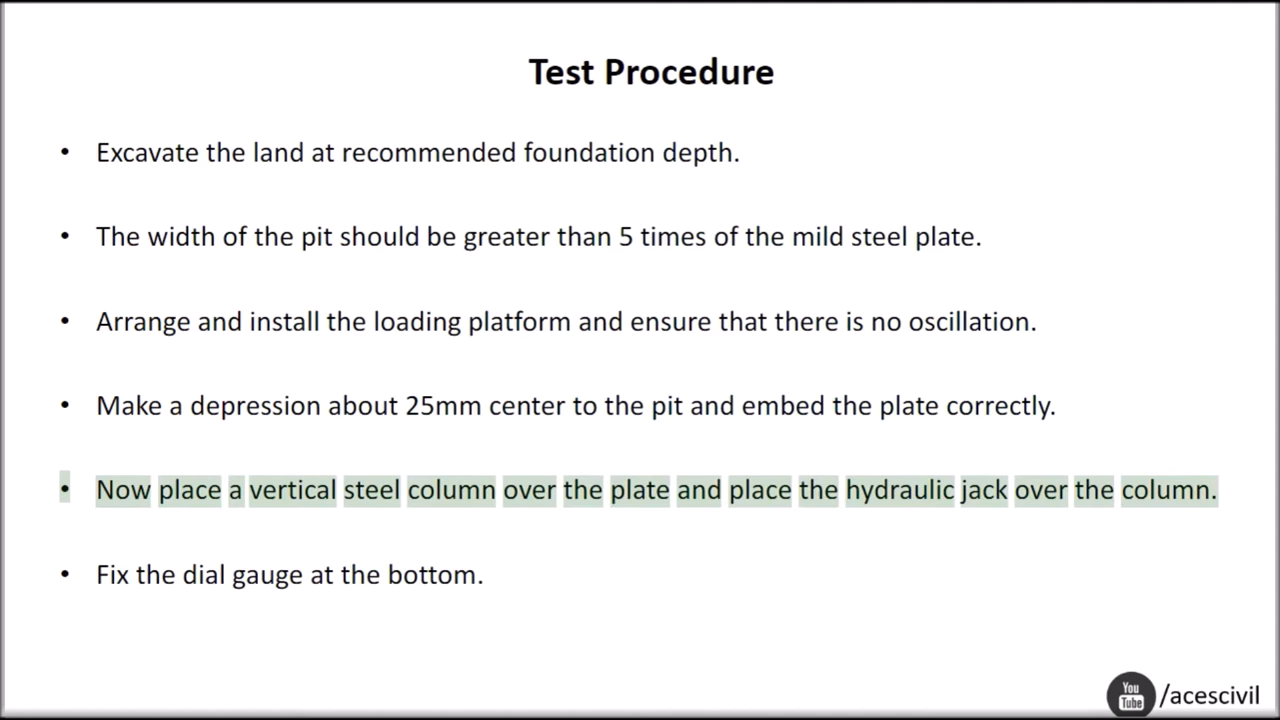 Test Procedure
• Excavate the land at recommended foundation depth.
• The width of the pit should be greater than 5 times of the mild steel plate.
• Arrange and install the loading platform and ensure that there is no oscillation.
• Make a depression about 25mm center to the pit and embed the plate correctly.
• Now place a vertical steel column over the plate and place the hydraulic jack over the column.
• Fix the dial gauge at the bottom.
You
Tube
/acescivil